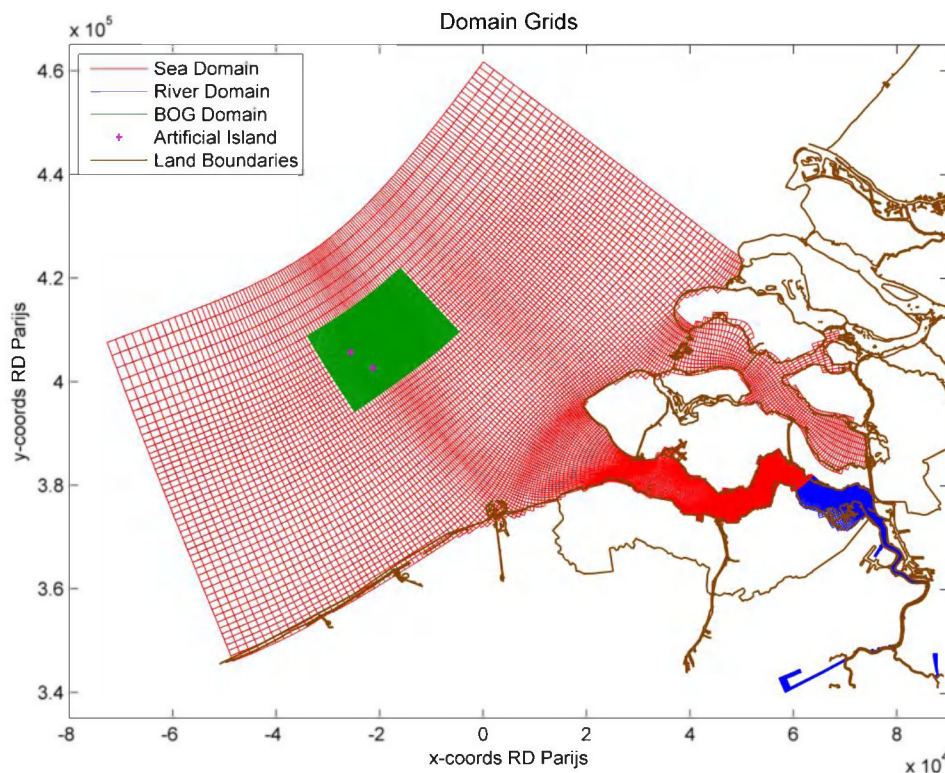 Domain Grids
x 10^5
Sea Domain
River Domain
BOG Domain
Artificial Island
Land Boundaries
4.6
4.4
4.2
4
3.8
3.6
3.4
y-coords RD Parijs
-8 -6 -4 -2 0 2 4 6 8
x-coords RD Parijs